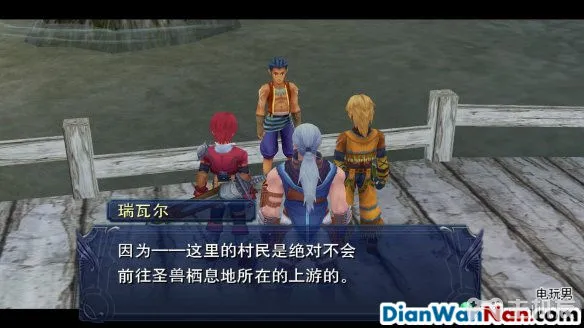 瑞瓦尔
因为——这里的村民是绝对不会
前往圣兽栖息地所在的上游的。
电玩男
DianWanNan.com